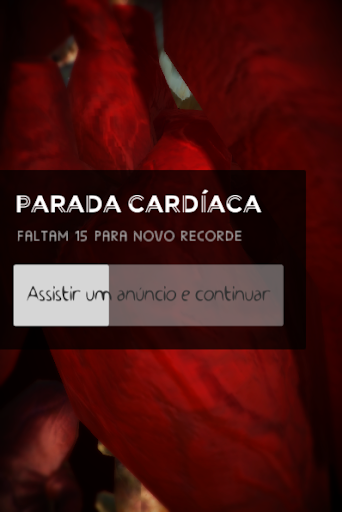 PARADA CARDÍACA
FALTAM 15 PARA NOVO RECORDE
Assistir um anúncio e continuar